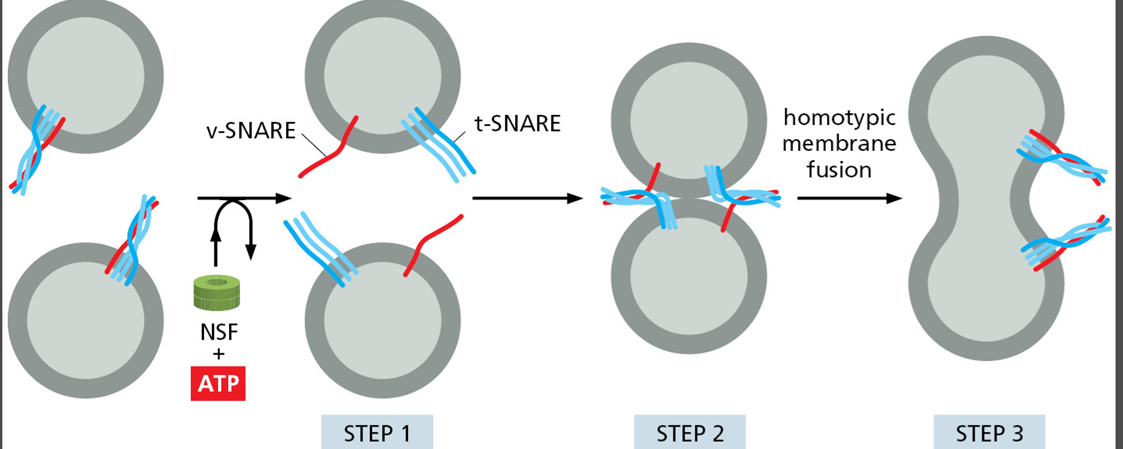 v-SNARE
t-SNARE
homotypic
membrane
fusion
NSF
+
ATP
STEP 1
STEP 2
STEP 3